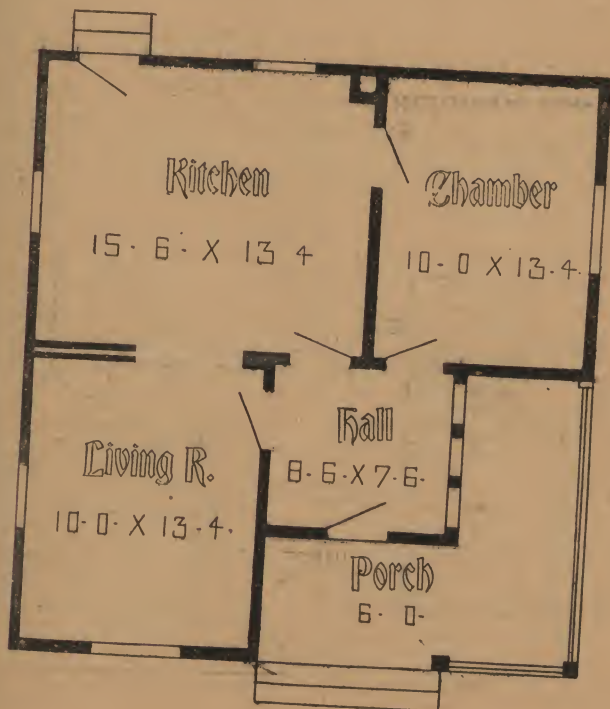 Kitchen
15-6-X 13 4
Chamber
10-0 X 13-4.
Hall
8-6-X 7-6-
Living R.
10-0-X 13-4-
Porch
6-0-